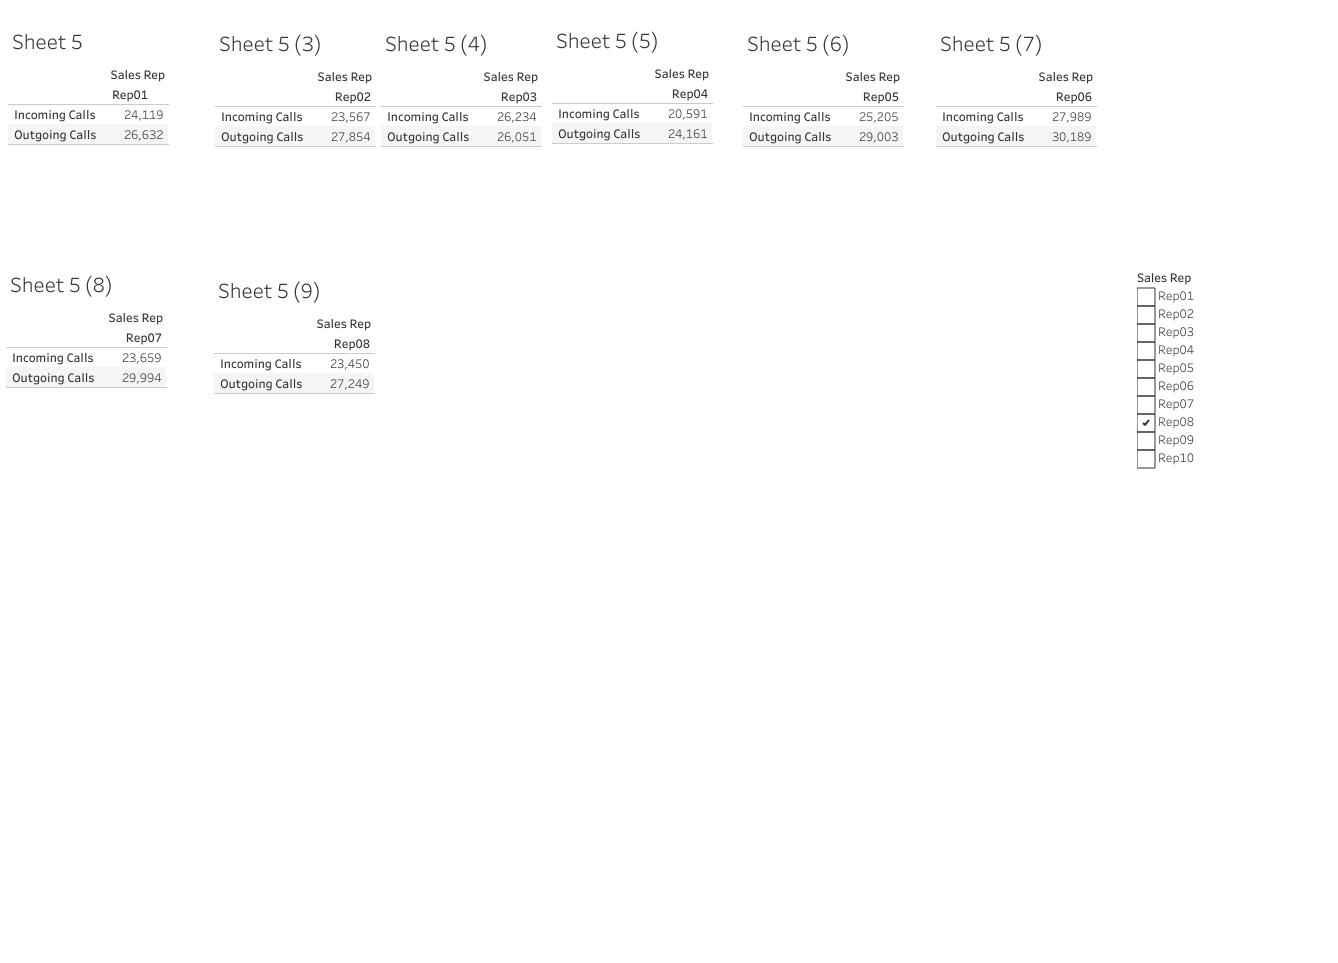 Sheet 5
Sales Rep
Rep01
Incoming Calls 24,119
Outgoing Calls 26,632
Sheet 5 (3)
Sales Rep
Rep02
Incoming Calls 23,567
Outgoing Calls 27,854
Sheet 5 (4)
Sales Rep
Rep03
Incoming Calls 26,234
Outgoing Calls 26,051
Sheet 5 (5)
Sales Rep
Rep04
Incoming Calls 20,591
Outgoing Calls 24,161
Sheet 5 (6)
Sales Rep
Rep05
Incoming Calls 25,205
Outgoing Calls 29,003
Sheet 5 (7)
Sales Rep
Rep06
Incoming Calls 27,989
Outgoing Calls 30,189
Sheet 5 (8)
Sales Rep
Rep07
Incoming Calls 23,659
Outgoing Calls 29,994
Sheet 5 (9)
Sales Rep
Rep08
Incoming Calls 23,450
Outgoing Calls 27,249
Sales Rep
Rep01
Rep02
Rep03
Rep04
Rep05
Rep06
Rep07
Rep08
Rep09
Rep10